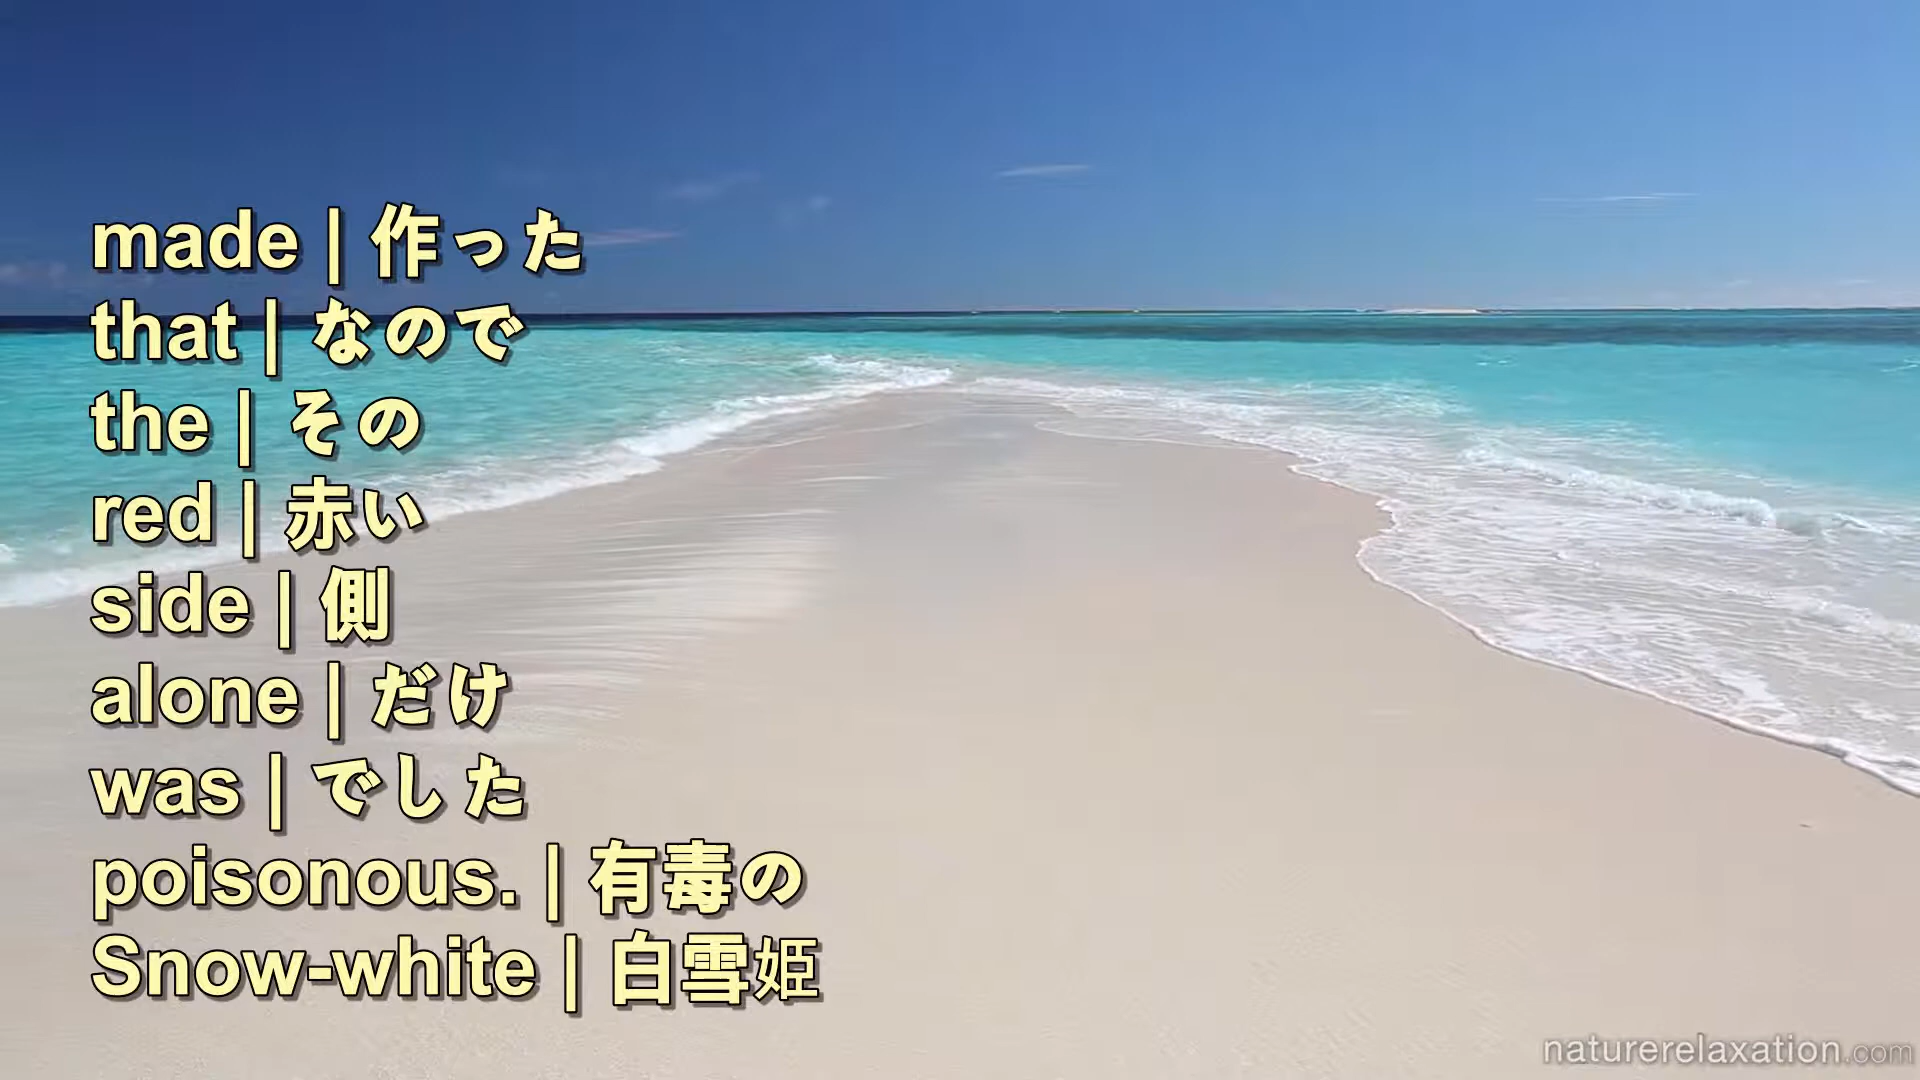 made | 作った
that | なので
the | その
red | 赤い
side | 側
alone | だけ
was | でした
poisonous. | 有毒の
Snow-white | 白雪姫
naturerelaxation.com